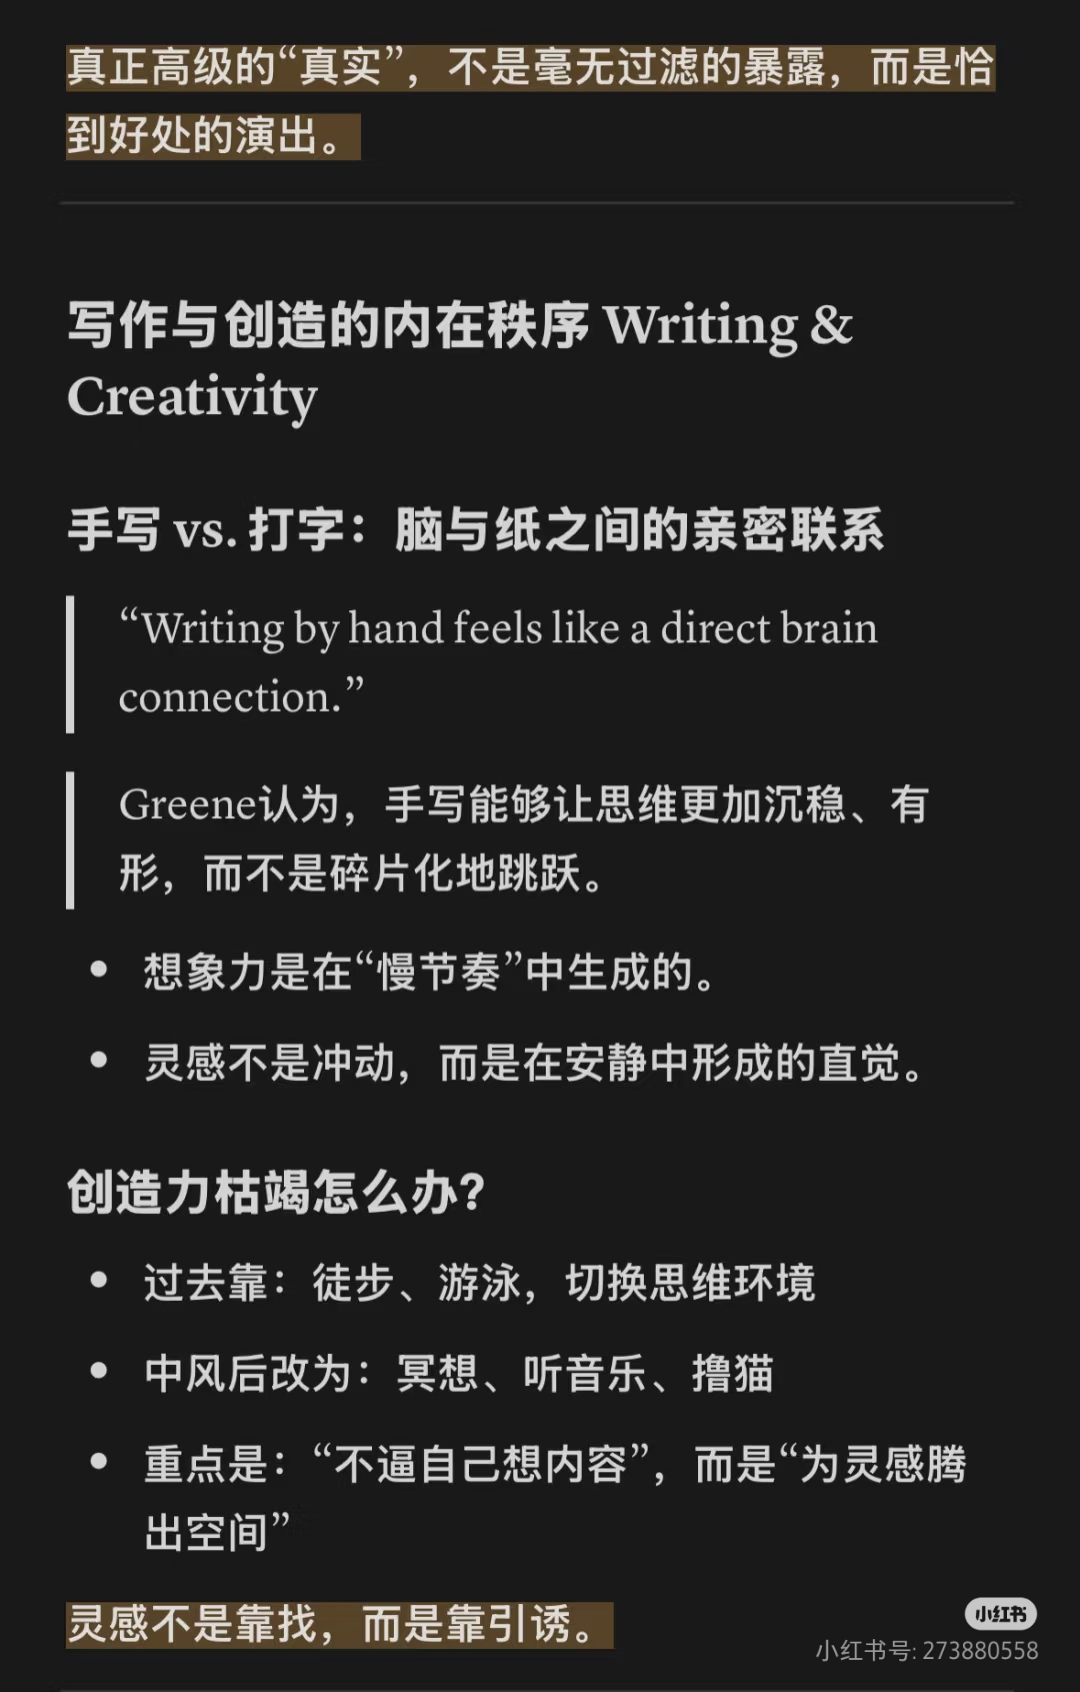 真正高级的“真实”，不是毫无过滤的暴露，而是恰
到好处的演出。
写作与创造的内在秩序 Writing &
Creativity
手写 vs. 打字：脑与纸之间的亲密联系
“Writing by hand feels like a direct brain
connection.”
Greene认为，手写能够让思维更加沉稳、有
形，而不是碎片化地跳跃。
• 想象力是在“慢节奏”中生成的。
• 灵感不是冲动，而是在安静中形成的直觉。
创造力枯竭怎么办？
• 过去靠：徒步、游泳，切换思维环境
• 中风后改为：冥想、听音乐、撸猫
• 重点是：“不逼自己想内容”，而是“为灵感腾
出空间”
灵感不是靠找，而是靠引诱。
小红书
小红书号: 273880558